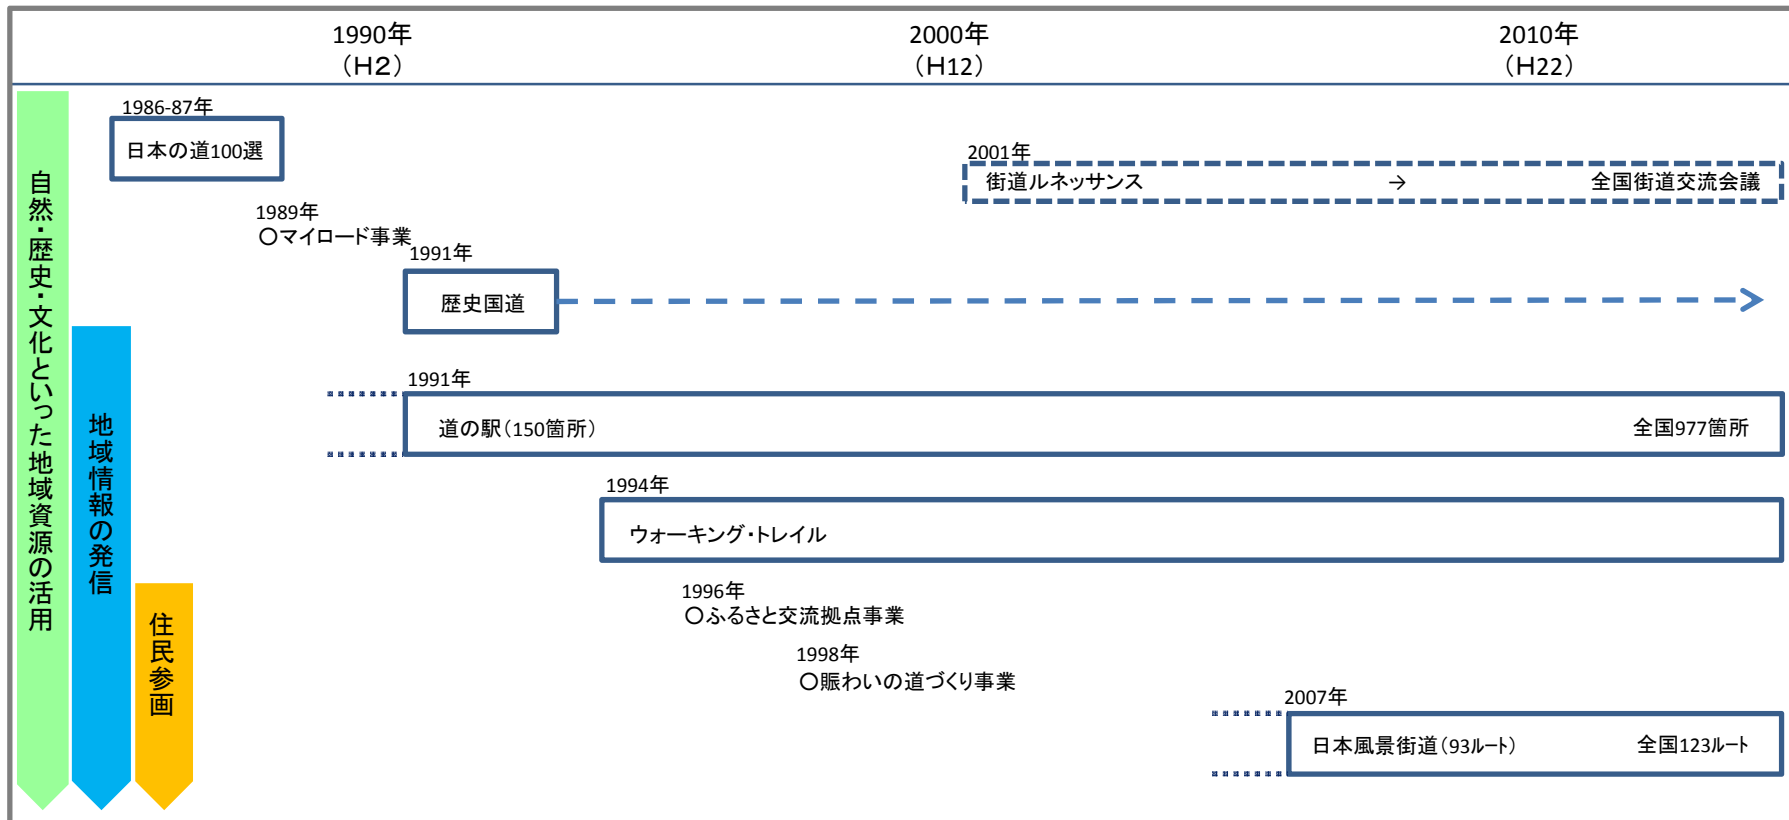 1990年
（H2）
2000年
（H12）
2010年
（H22）
自然・歴史・文化といった地域資源の活用
地域情報の発信
住民参画
1986-87年
日本の道100選
2001年
街道ルネッサンス → 全国街道交流会議
1989年
○マイロード事業
1991年
歴史国道
1991年
道の駅（150箇所） 全国977箇所
1994年
ウォーキング・トレイル
1996年
○ふるさと交流拠点事業
1998年
○賑わいの道づくり事業
2007年
日本風景街道（93ﾙｰﾄ） 全国123ﾙｰﾄ